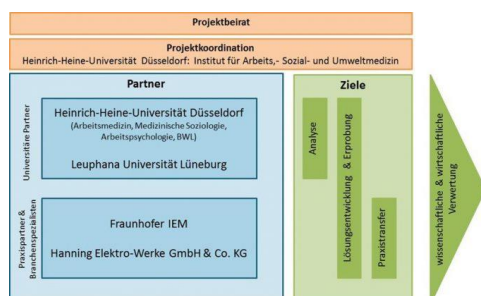 Projektbeirat
Projektkoordination
Heinrich-Heine-Universität Düsseldorf: Institut für Arbeits,- Sozial- und Umweltmedizin
Partner
Universitäre Partner
Heinrich-Heine-Universität Düsseldorf
(Arbeitsmedizin, Medizinische Soziologie,
Arbeitspsychologie, BWL)
Leuphana Universität Lüneburg
Praxispartner &
Branchenspezialisten
Fraunhofer IEM
Hanning Elektro-Werke GmbH & Co. KG
Ziele
Analyse
Lösungsentwicklung & Erprobung
Praxistransfer
wissenschaftliche & wirtschaftliche
Verwertung